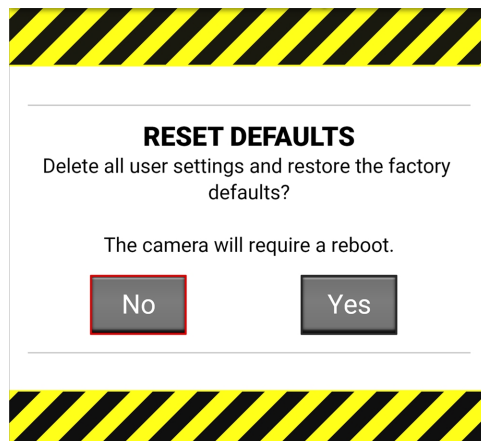 RESET DEFAULTS
Delete all user settings and restore the factory
defaults?
The camera will require a reboot.
No
Yes